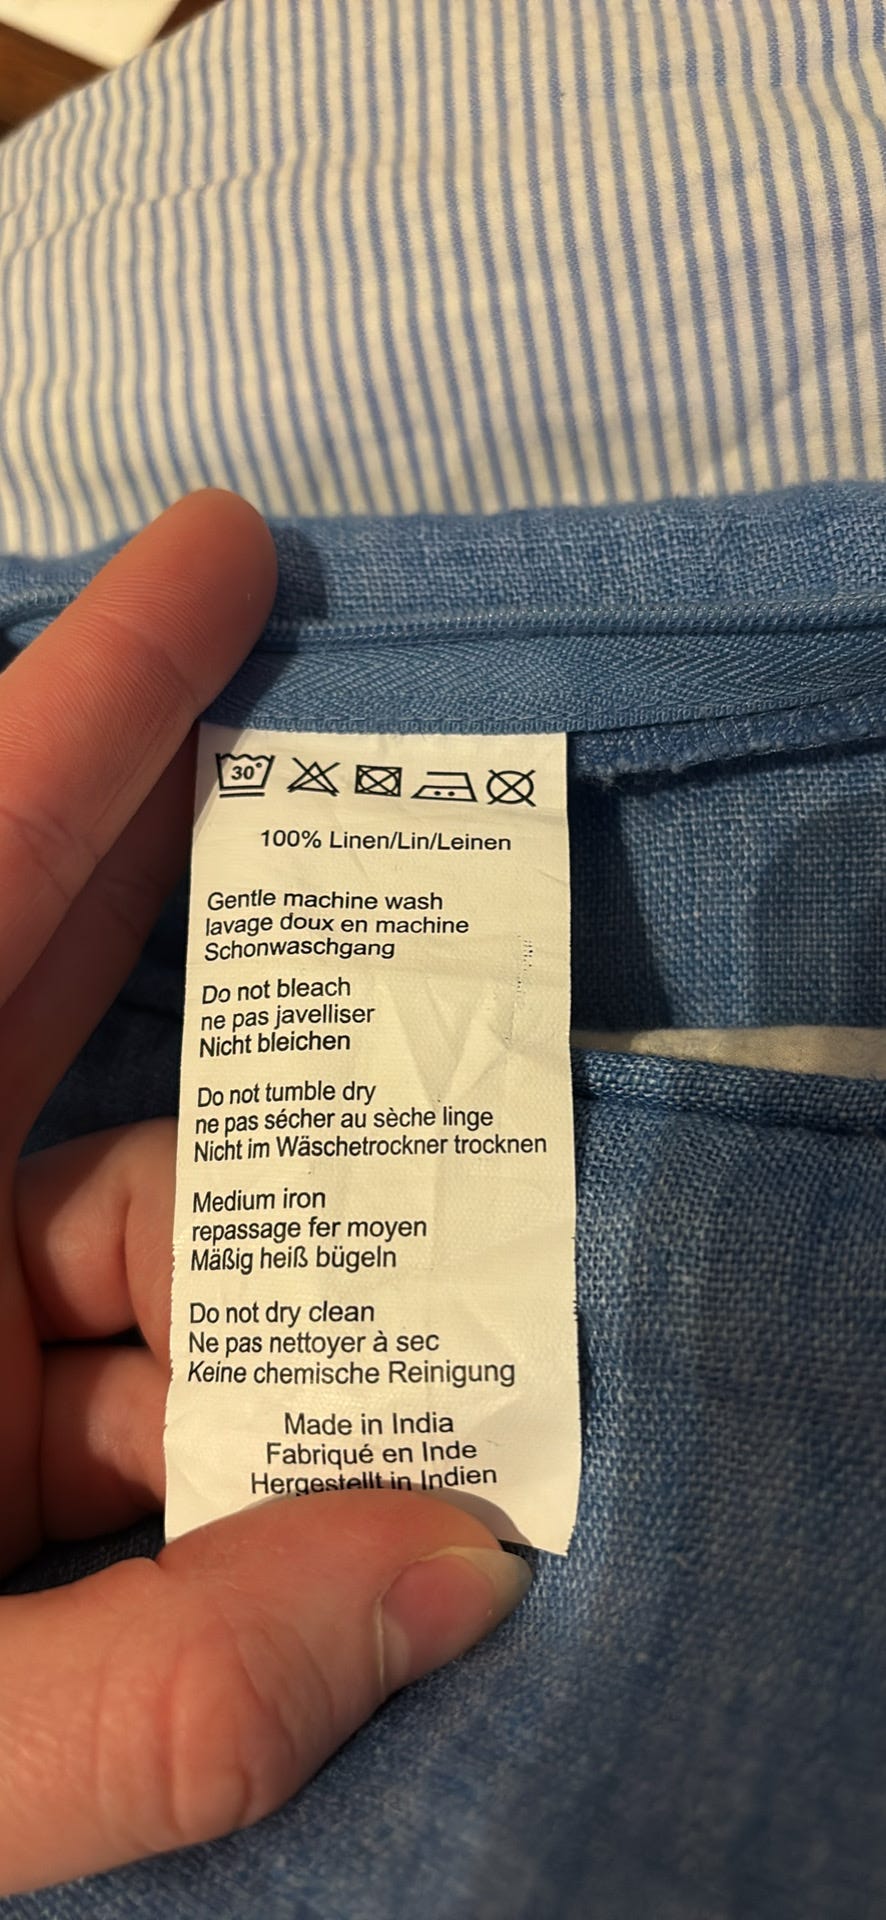 30°
100% Linen/Lin/Leinen
Gentle machine wash
lavage doux en machine
Schonwaschgang
Do not bleach
ne pas javelliser
Nicht bleichen
Do not tumble dry
ne pas sécher au sèche linge
Nicht im Wäschetrockner trocknen
Medium iron
repassage fer moyen
Mäßig heiß bügeln
Do not dry clean
Ne pas nettoyer à sec
Keine chemische Reinigung
Made in India
Fabriqué en Inde
Hergestellt in Indien